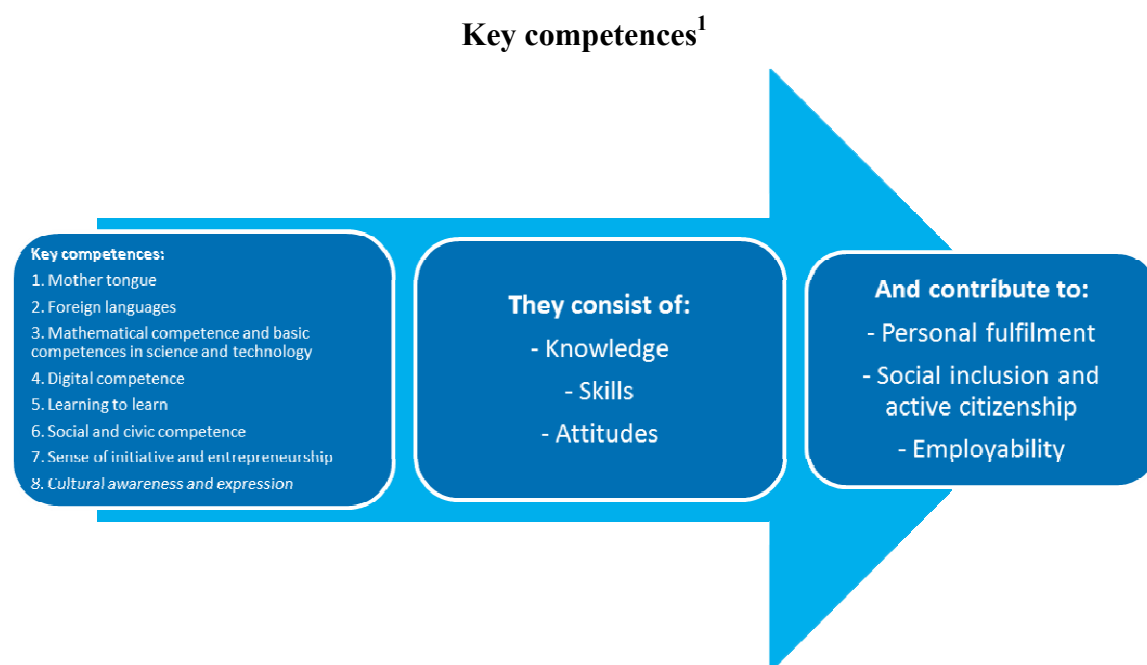 Key competences1
Key competences:
1. Mother tongue
2. Foreign languages
3. Mathematical competence and basic
competences in science and technology
4. Digital competence
5. Learning to learn
6. Social and civic competence
7. Sense of initiative and entrepreneurship
8. Cultural awareness and expression
They consist of:
- Knowledge
- Skills
- Attitudes
And contribute to:
- Personal fulfilment
- Social inclusion and
active citizenship
- Employability